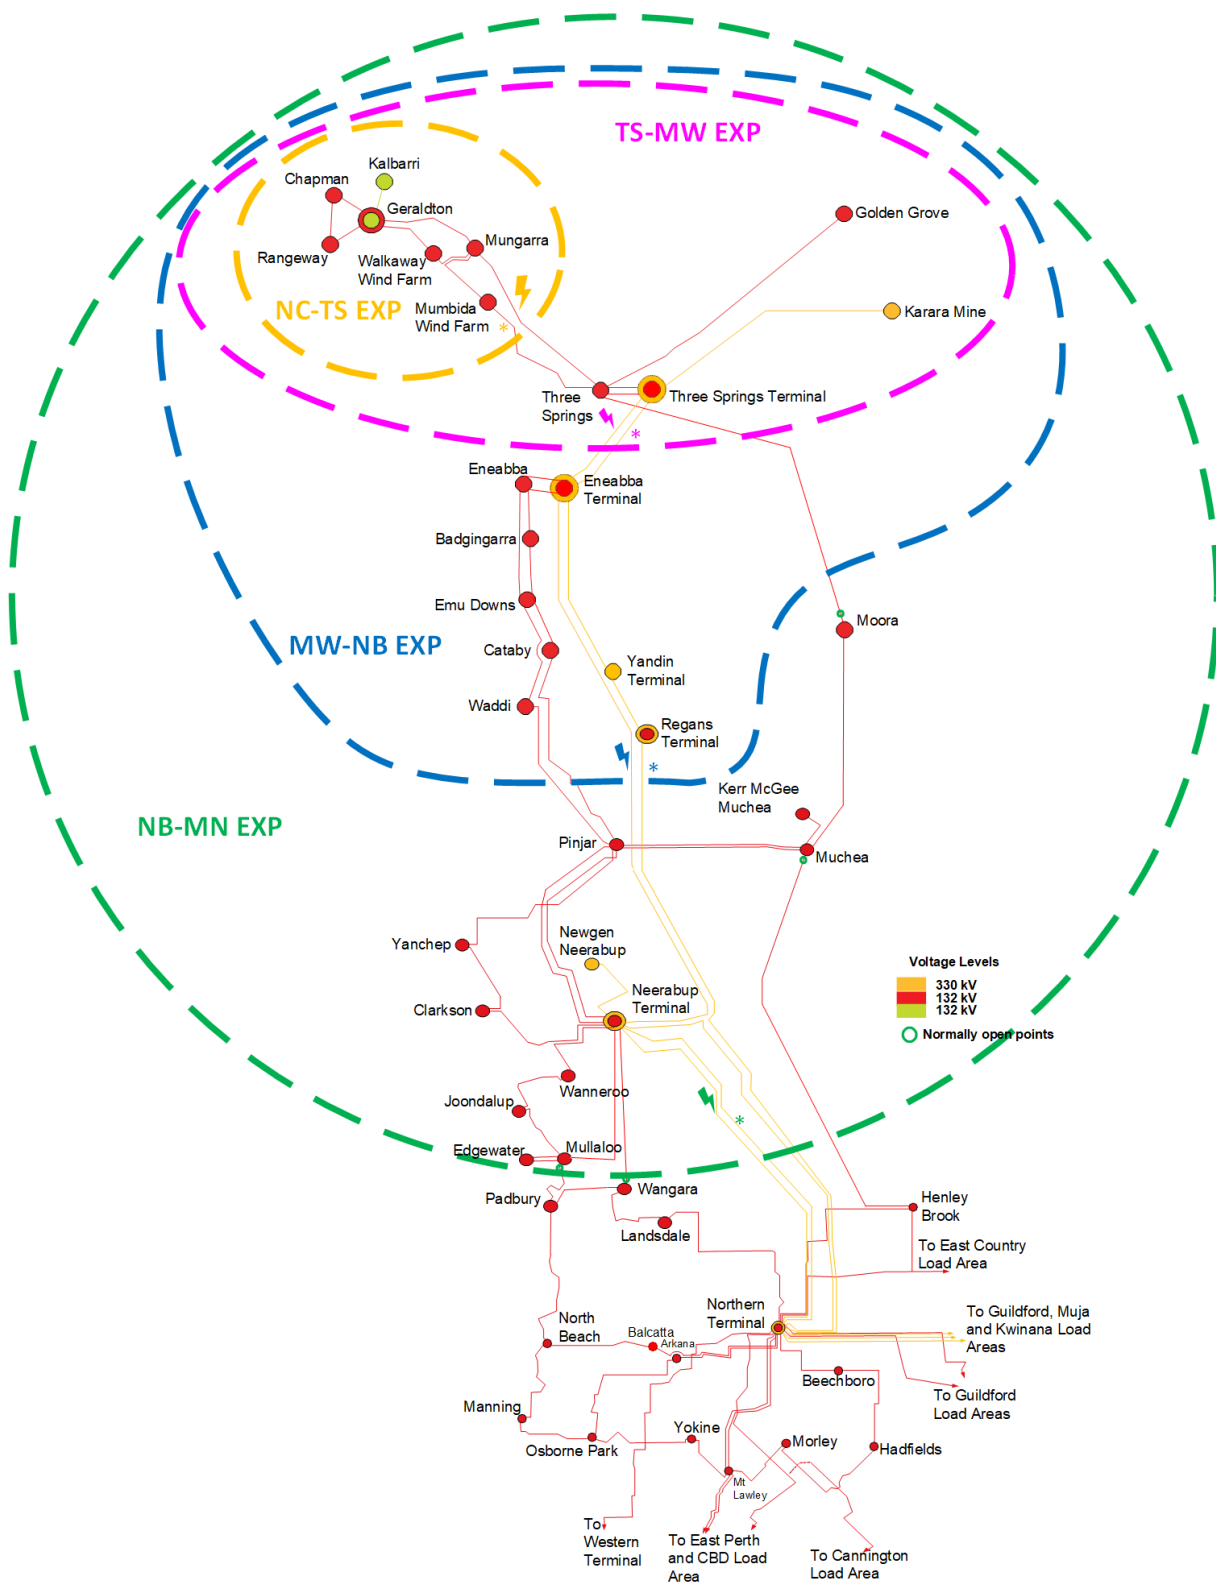 TS-MW EXP
Kalbarri
Chapman
Geraldton
Golden Grove
Mungarra
Rangeway
Walkaway
Wind Farm
NC-TS EXP
Mumbida
Wind Farm
*
Karara Mine
Three
Springs
Three Springs Terminal
*
Eneabba
Eneabba
Terminal
Badgingarra
Emu Downs
Moora
MW-NB EXP
Cataby
Yandin
Terminal
Waddi
Regans
Terminal
*
Kerr McGee
Muchea
NB-MN EXP
Pinjar
Muchea
Yanchep
Newgen
Neerabup
Voltage Levels
330 kV
132 kV
132 kV
Normally open points
Neerabup
Terminal
Clarkson
Wanneroo
Joondalup
*
Edgewater
Mullaloo
Padbury
Wangara
Henley
Brook
Landsdale
To East Country
Load Area
Northern
Terminal
To Guildford, Muja
and Kwinana Load
Areas
North
Beach
Balcatta
Arkana
Beechboro
To Guildford
Load Areas
Manning
Osborne Park
Yokine
Morley
Hadfields
Mt
Lawley
To
Western
Terminal
To East Perth
and CBD Load
Area
To Cannington
Load Area